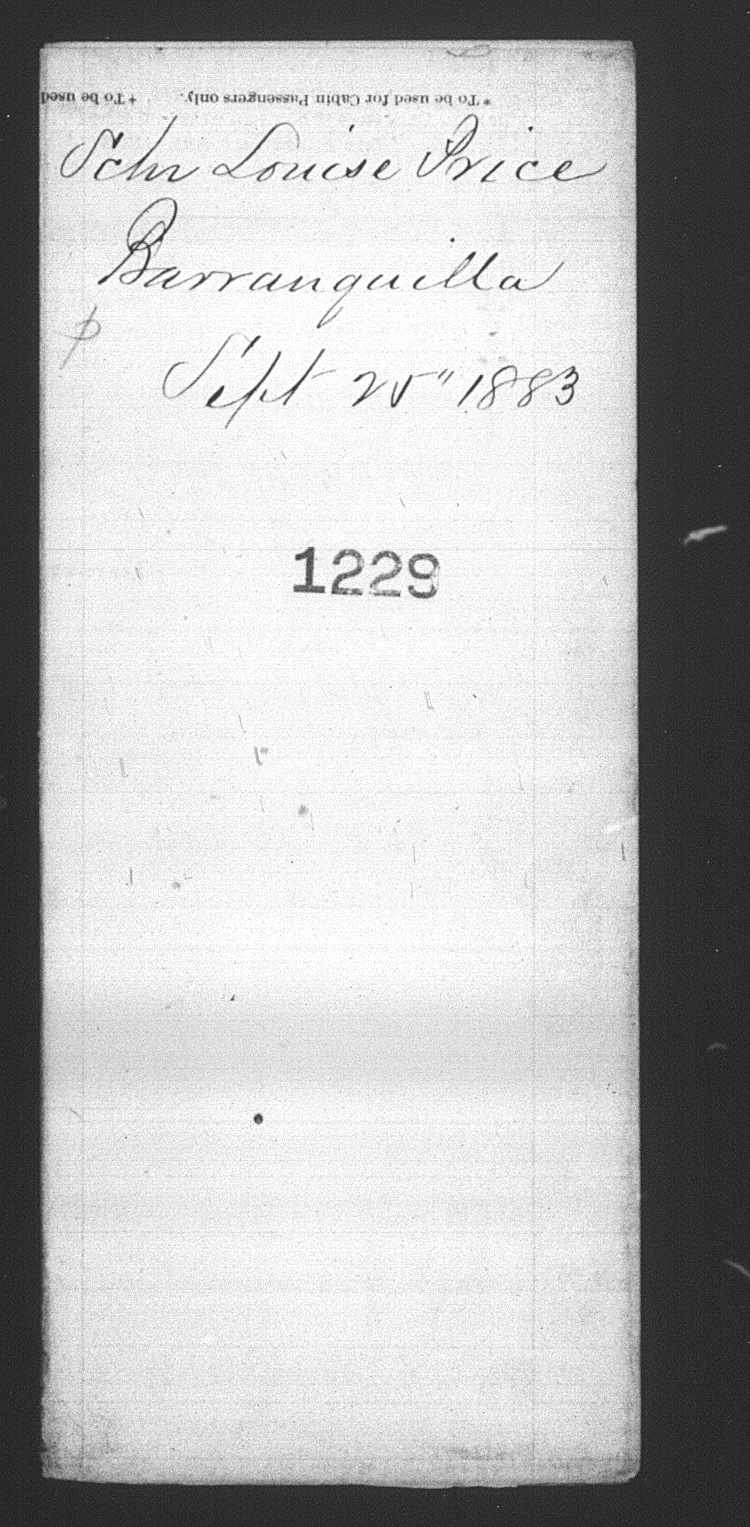 * To be used for Cabin Passengers only. † To be used
Schr Louise Price
Barranquilla
Sept 25" 1883
1229